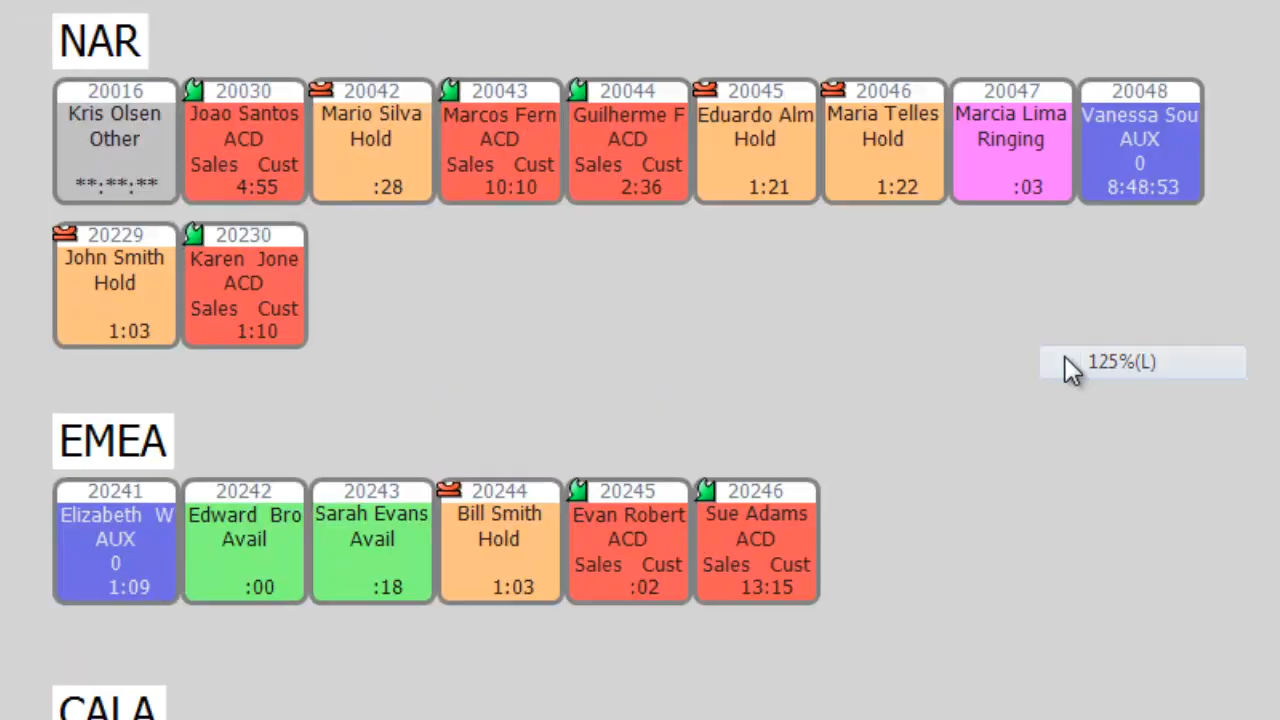 NAR
20016 20030 20042 20043 20044 20045 20046 20047 20048
Kris Olsen Joao Santos Mario Silva Marcos Fern Guilherme F Eduardo Alm Maria Telles Marcia Lima Vanessa Sou
Other ACD Hold ACD ACD Hold Hold Ringing AUX
Sales Cust Sales Cust Sales Cust 0
**:**:** 4:55 :28 10:10 2:36 1:21 1:22 :03 8:48:53
20229 20230
John Smith Karen Jone
Hold ACD
Sales Cust
1:03 1:10
125%(L)
EMEA
20241 20242 20243 20244 20245 20246
Elizabeth W Edward Bro Sarah Evans Bill Smith Evan Robert Sue Adams
AUX Avail Avail Hold ACD ACD
0 Sales Cust Sales Cust
1:09 :00 :18 1:03 :02 13:15
CALA